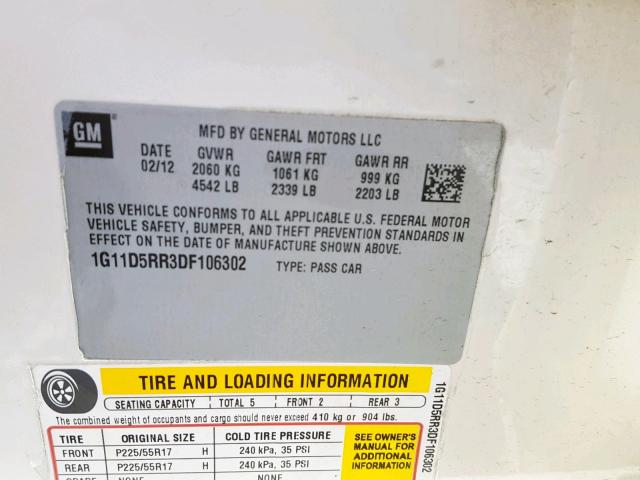 GM
MFD BY GENERAL MOTORS LLC
DATE GVWR GAWR FRT GAWR RR
02/12 2060 KG 1061 KG 999 KG
4542 LB 2339 LB 2203 LB
THIS VEHICLE CONFORMS TO ALL APPLICABLE U.S. FEDERAL MOTOR
VEHICLE SAFETY, BUMPER, AND THEFT PREVENTION STANDARDS IN
EFFECT ON THE DATE OF MANUFACTURE SHOWN ABOVE.
1G11D5RR3DF106302 TYPE: PASS CAR
TIRE AND LOADING INFORMATION
SEATING CAPACITY TOTAL 5 FRONT 2 REAR 3
The combined weight of occupants and cargo should never exceed 410 kg or 904 lbs.
TIRE ORIGINAL SIZE COLD TIRE PRESSURE
FRONT P225/55R17 H 240 kPa, 35 PSI
REAR P225/55R17 H 240 kPa, 35 PSI
SPARE NONE NONE
SEE OWNER'S
MANUAL FOR
ADDITIONAL
INFORMATION
1G11D5RR3DF106302